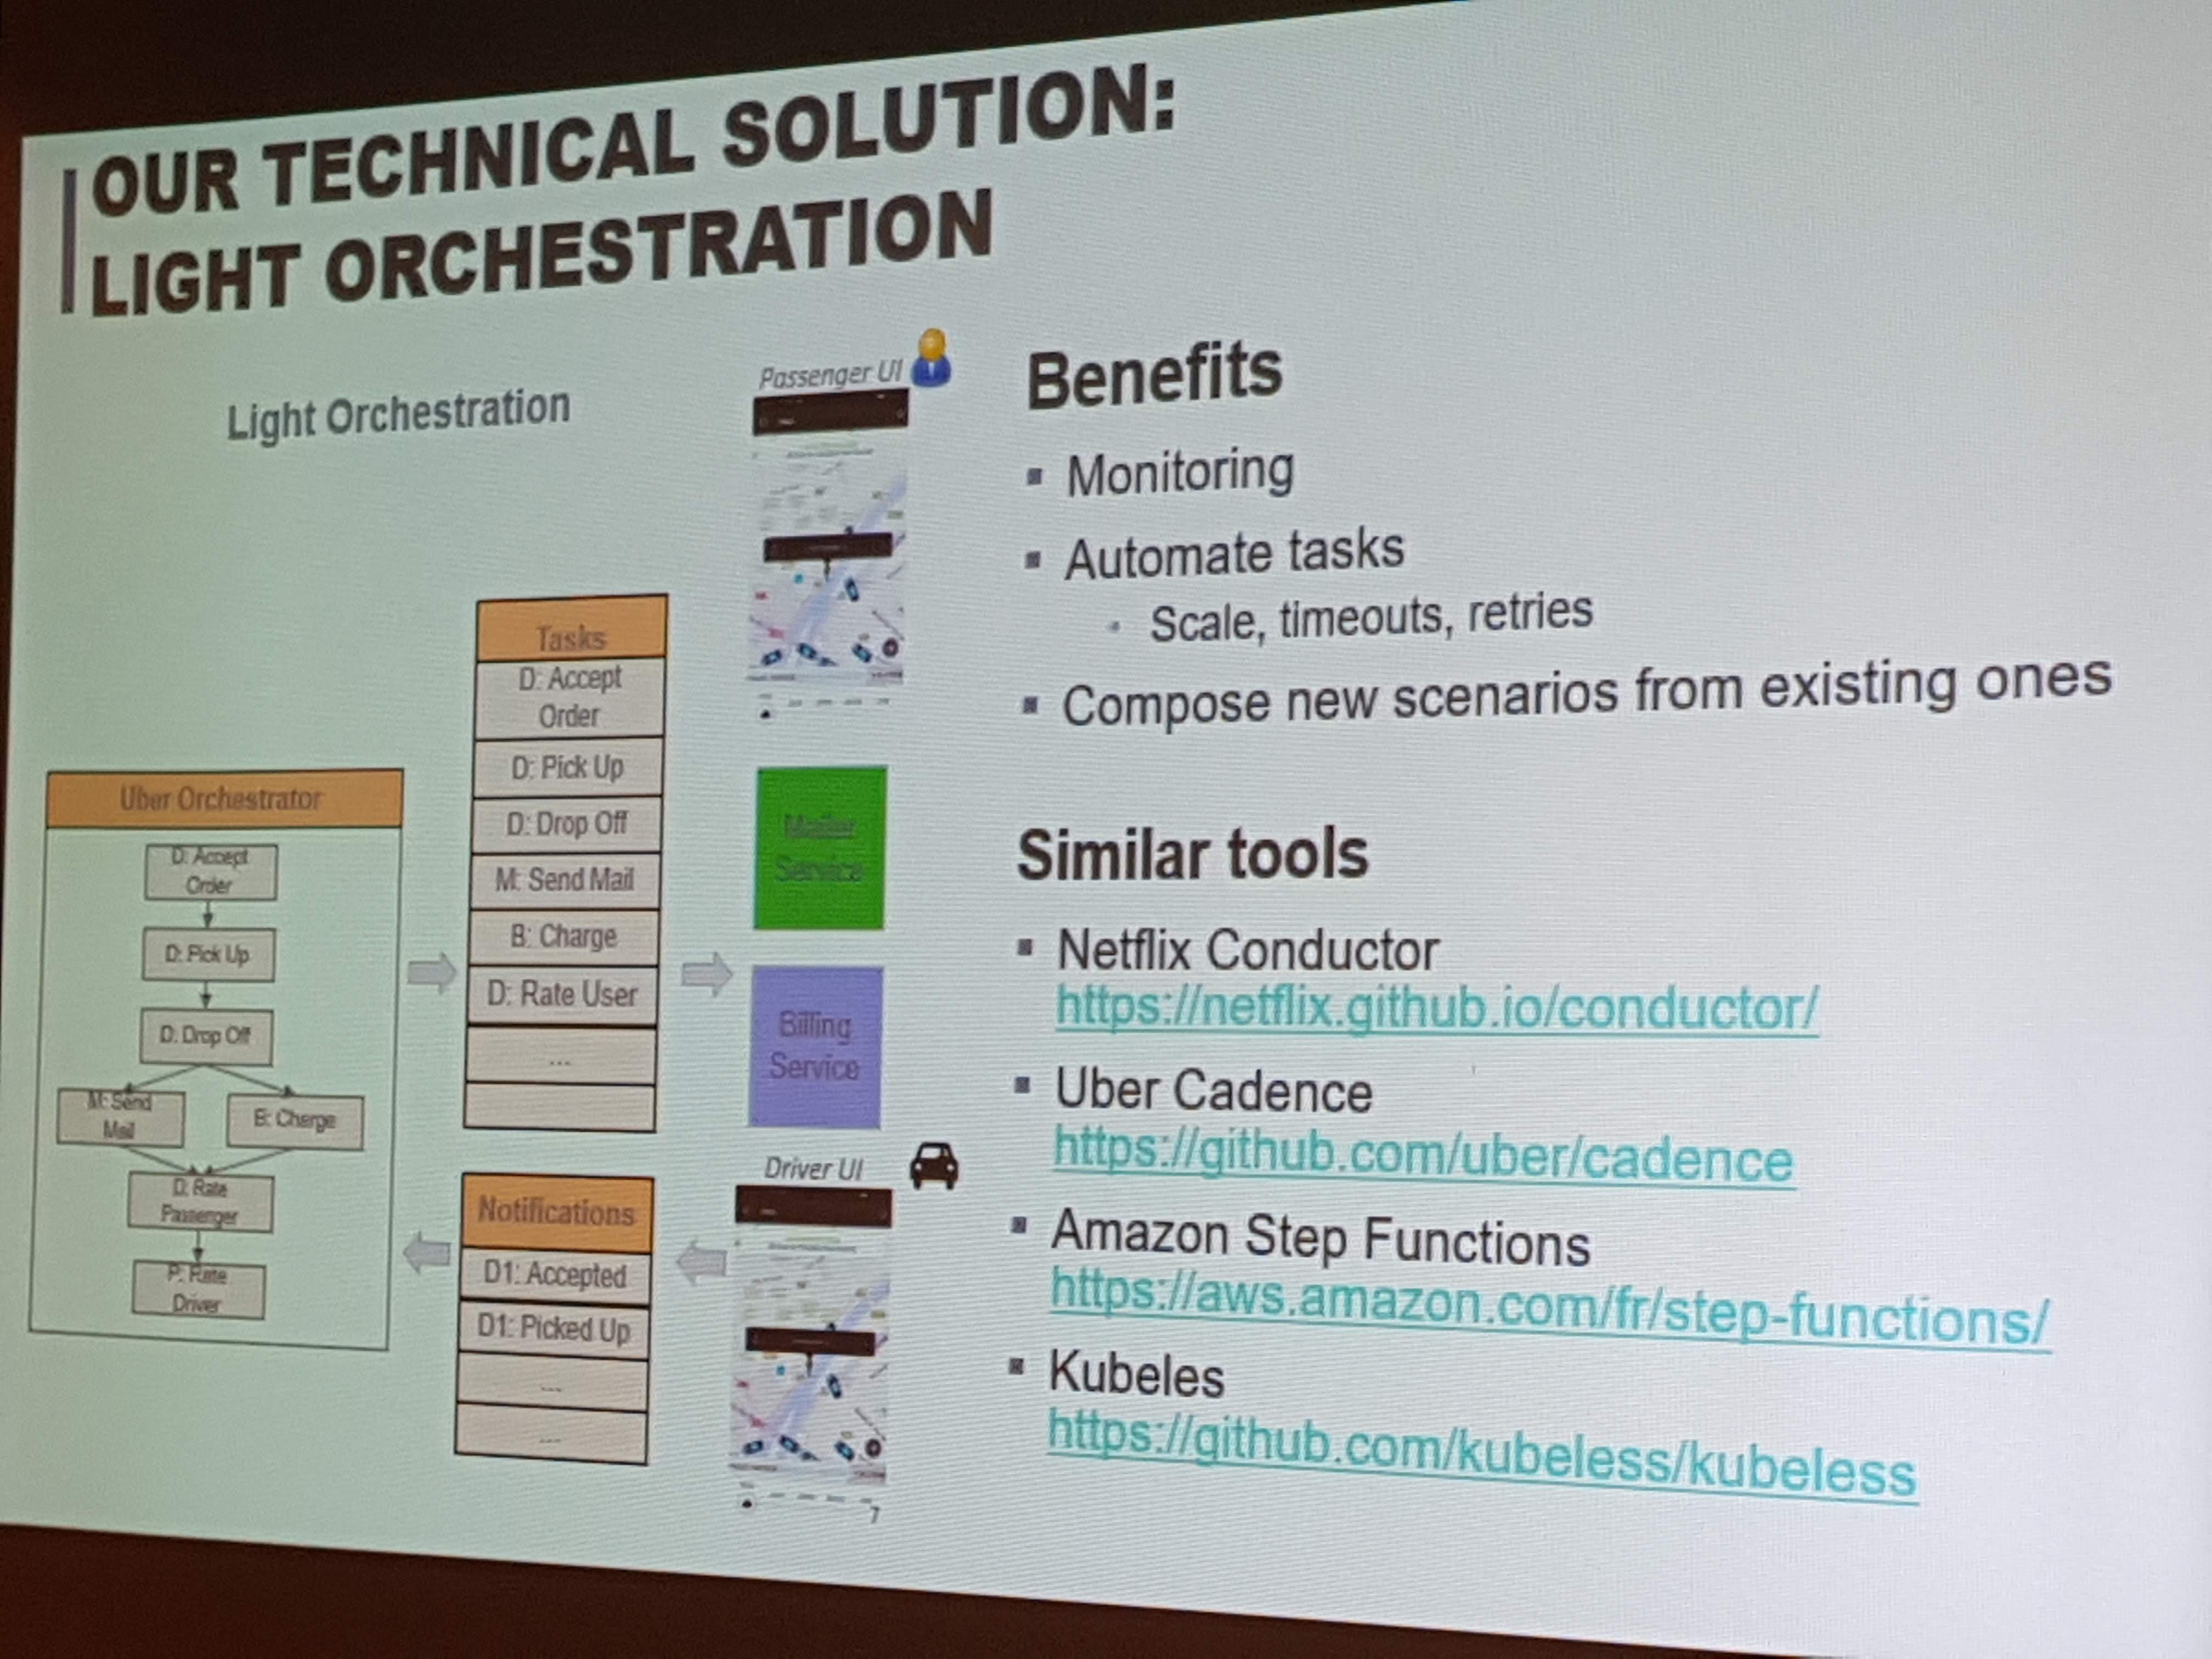 OUR TECHNICAL SOLUTION:
LIGHT ORCHESTRATION
Light Orchestration
Uber Orchestrator
D: Accept
Order
D: Pick Up
D: Drop Off
M: Send
Mail
B: Charge
D: Rate
Passenger
P: Rate
Driver
Tasks
D: Accept
Order
D: Pick Up
D: Drop Off
M: Send Mail
B: Charge
D: Rate User
...
Notifications
D1: Accepted
D1: Picked Up
...
...
Passenger UI
Mailer
Service
Billing
Service
Driver UI
7
Benefits
▪ Monitoring
▪ Automate tasks
• Scale, timeouts, retries
▪ Compose new scenarios from existing ones
Similar tools
▪ Netflix Conductor
https://netflix.github.io/conductor/
▪ Uber Cadence
https://github.com/uber/cadence
▪ Amazon Step Functions
https://aws.amazon.com/fr/step-functions/
▪ Kubeles
https://github.com/kubeless/kubeless